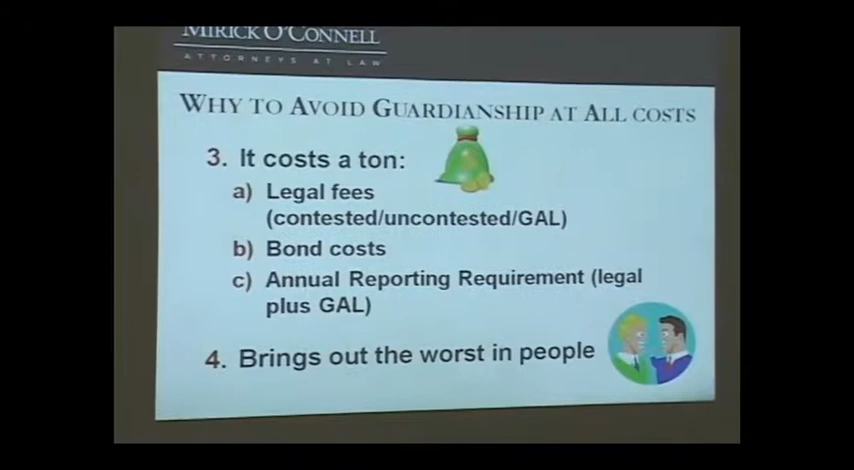 MIRICK O'CONNELL
ATTORNEYS AT LAW
WHY TO AVOID GUARDIANSHIP AT ALL COSTS
3. It costs a ton:
a) Legal fees
(contested/uncontested/GAL)
b) Bond costs
c) Annual Reporting Requirement (legal
plus GAL)
4. Brings out the worst in people